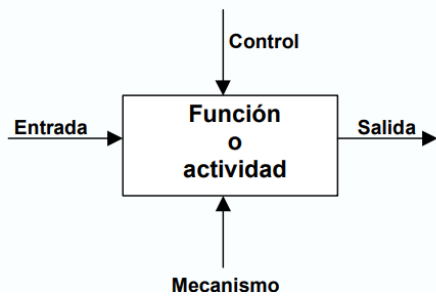 Control
Entrada
Función
o
actividad
Salida
Mecanismo